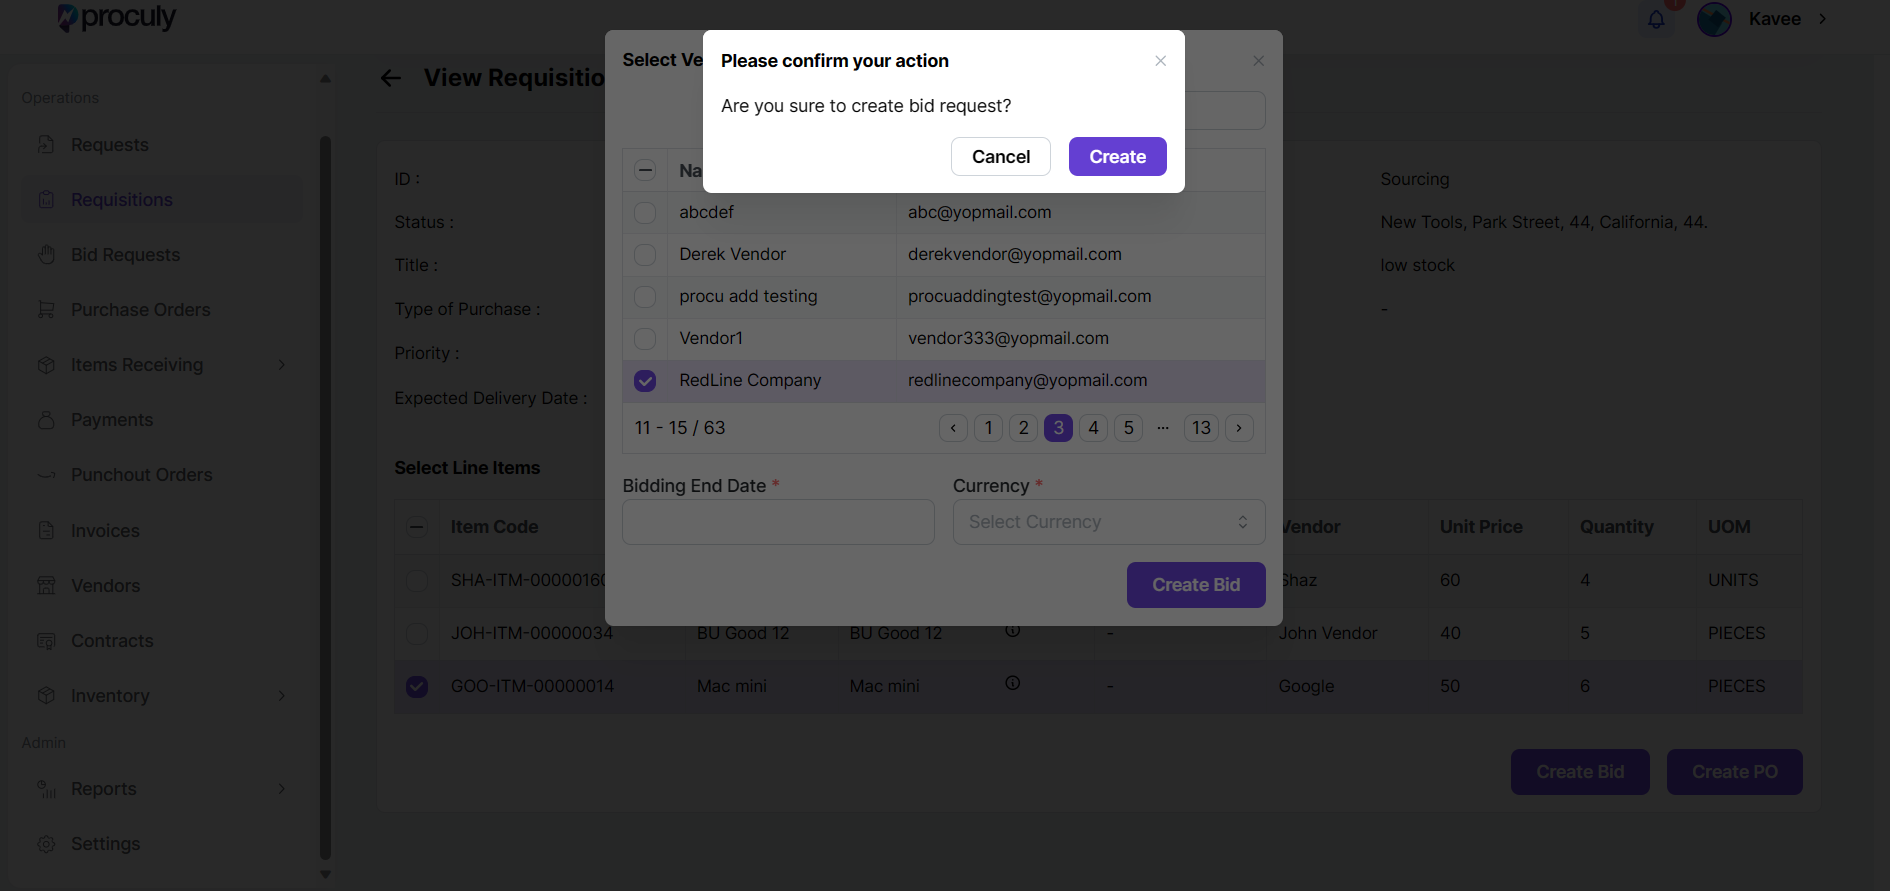 proculy
Kavee
Operations
Requests
Requisitions
Bid Requests
Purchase Orders
Items Receiving
Payments
Punchout Orders
Invoices
Vendors
Contracts
Inventory
Admin
Reports
Settings
View Requisitio
ID :
Status :
Title :
Type of Purchase :
Priority :
Expected Delivery Date :
Sourcing
New Tools, Park Street, 44, California, 44.
low stock
-
Select Line Items
Item Code Vendor Unit Price Quantity UOM
SHA-ITM-0000016 Shaz 60 4 UNITS
JOH-ITM-00000034 BU Good 12 BU Good 12 - John Vendor 40 5 PIECES
GOO-ITM-00000014 Mac mini Mac mini - Google 50 6 PIECES
Create Bid Create PO
Select Ve
Na
abcdef abc@yopmail.com
Derek Vendor derekvendor@yopmail.com
procu add testing procuaddingtest@yopmail.com
Vendor1 vendor333@yopmail.com
RedLine Company redlinecompany@yopmail.com
11 - 15 / 63 ‹ 1 2 3 4 5 ··· 13 ›
Bidding End Date * Currency *
Select Currency
Create Bid
Please confirm your action
Are you sure to create bid request?
Cancel Create